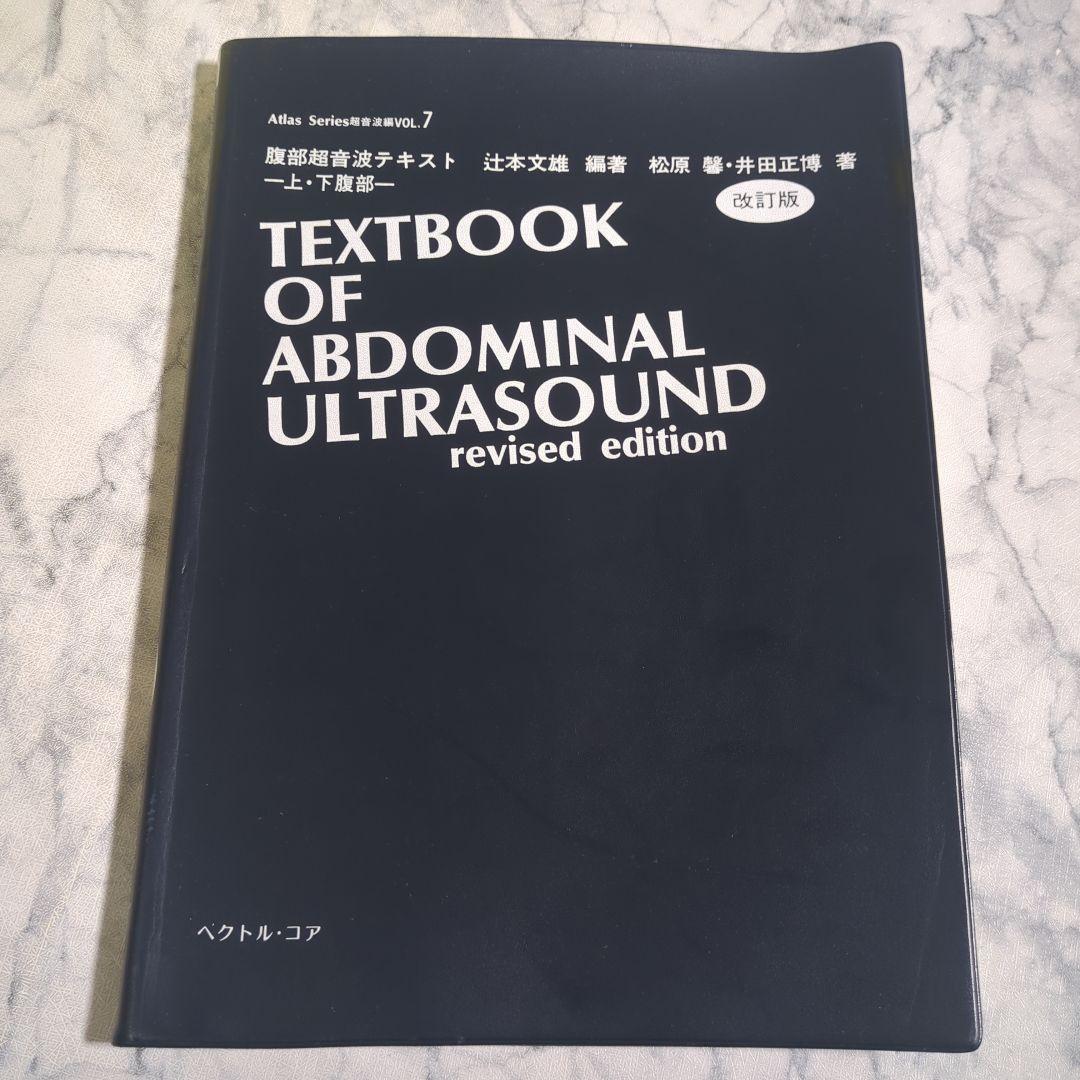 Atlas Series超音波編VOL.7
腹部超音波テキスト 辻本文雄 編著 松原 馨・井田正博 著
―上・下腹部―
改訂版
TEXTBOOK
OF
ABDOMINAL
ULTRASOUND
revised edition
ベクトル・コア